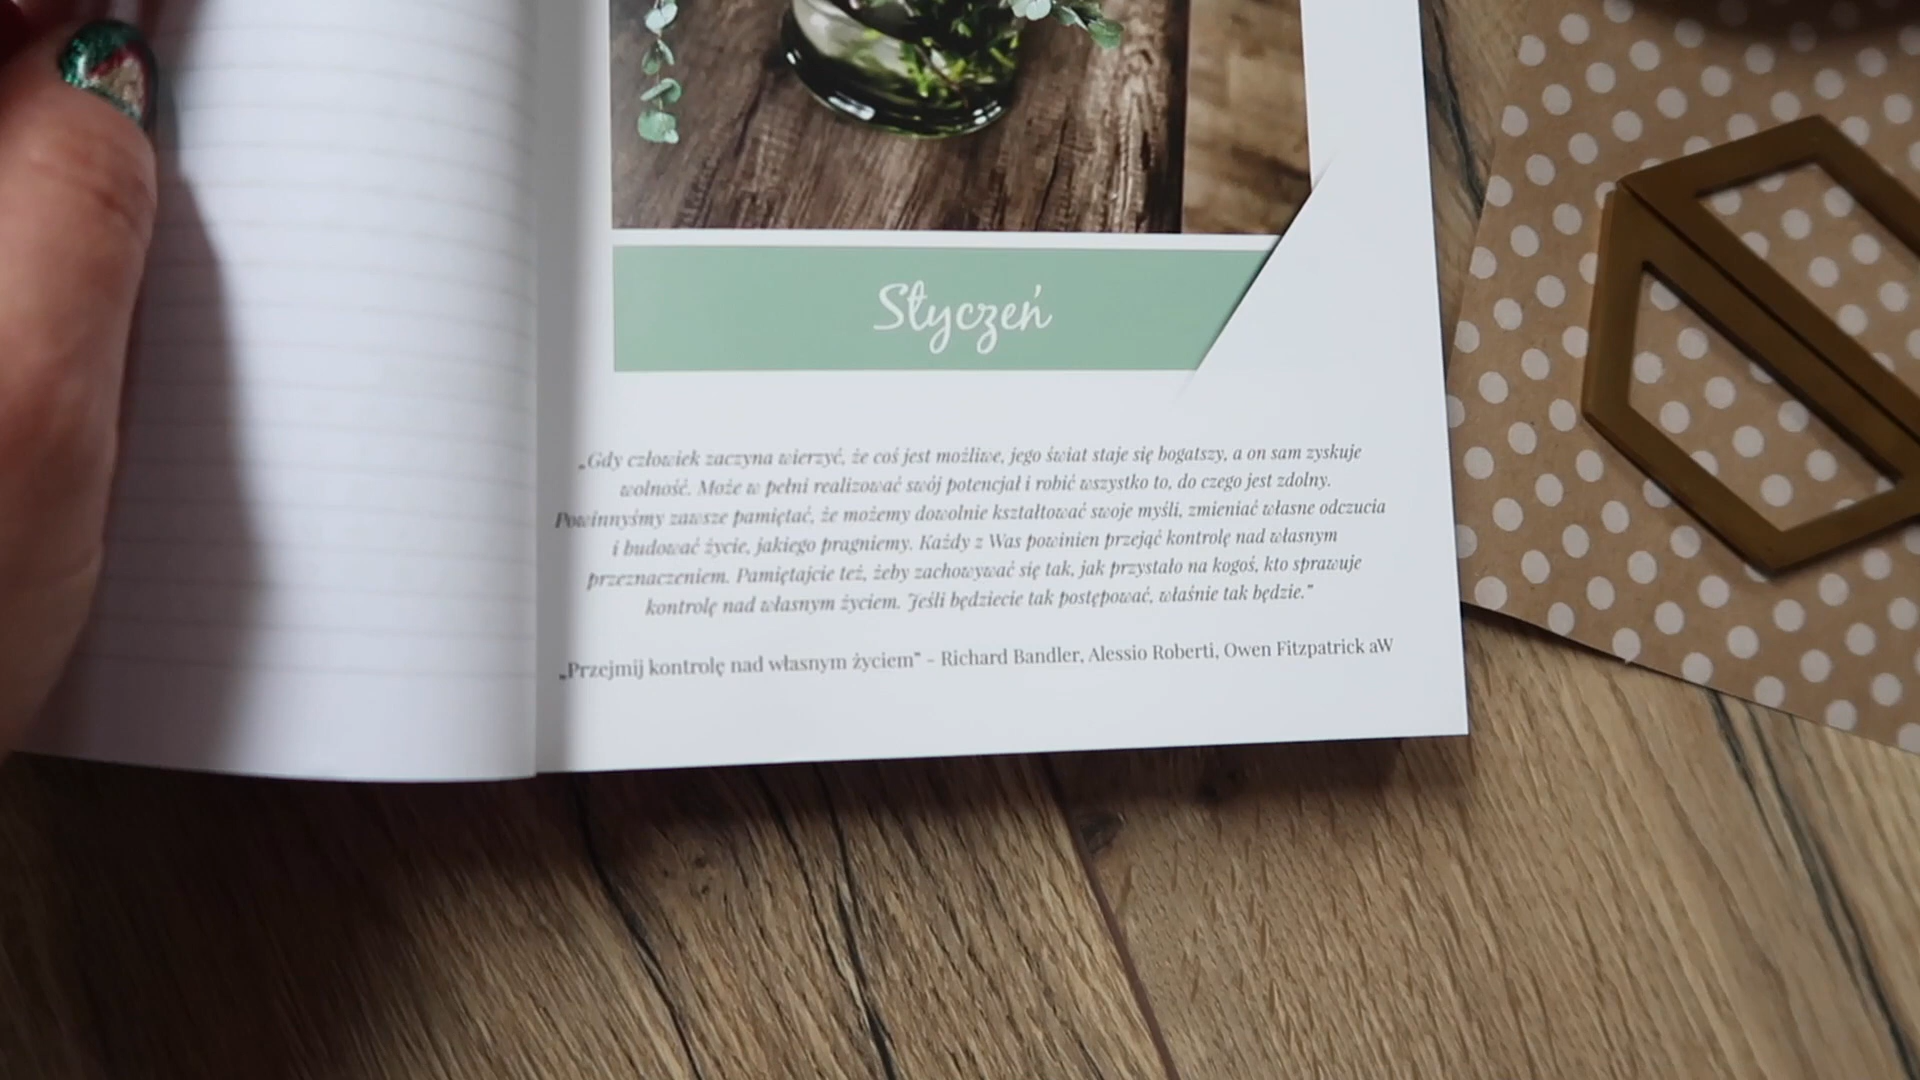 Styczeń
„Gdy człowiek zaczyna wierzyć, że coś jest możliwe, jego świat staje się bogatszy, a on sam zyskuje
wolność. Może w pełni realizować swój potencjał i robić wszystko to, do czego jest zdolny.
Powinnyśmy zawsze pamiętać, że możemy dowolnie kształtować swoje myśli, zmieniać własne odczucia
i budować życie, jakiego pragniemy. Każdy z Was powinien przejąć kontrolę nad własnym
przeznaczeniem. Pamiętajcie też, żeby zachowywać się tak, jak przystało na kogoś, kto sprawuje
kontrolę nad własnym życiem. Jeśli będziecie tak postępować, właśnie tak będzie.”
„Przejmij kontrolę nad własnym życiem” – Richard Bandler, Alessio Roberti, Owen Fitzpatrick aW